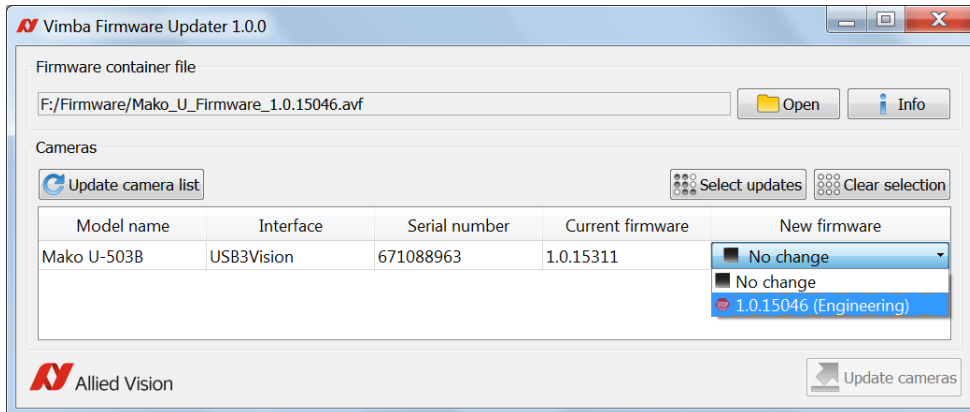 Vimba Firmware Updater 1.0.0
Firmware container file
F:/Firmware/Mako_U_Firmware_1.0.15046.avf
Open
Info
Cameras
Update camera list
Select updates
Clear selection
Model name Interface Serial number Current firmware New firmware
Mako U-503B USB3Vision 671088963 1.0.15311 No change
No change
1.0.15046 (Engineering)
Allied Vision
Update cameras